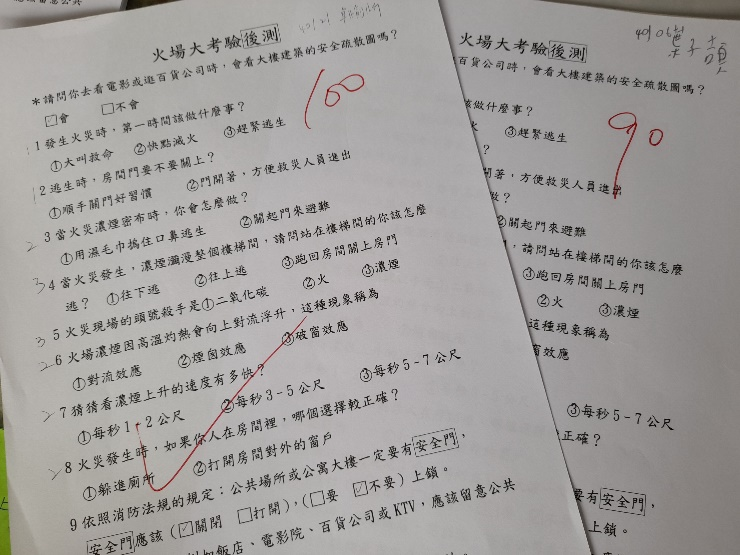 火場大考驗後測
100
*請問你去看電影或逛百貨公司時，會看大樓建築的安全疏散圖嗎？
□會 □不會
1 1 發生火災時，第一時間該做什麼事？
①大叫救命 ②快點滅火 ③趕緊逃生
1 2 逃生時，房間門要不要關上？
①順手關門好習慣 ②門開著，方便救災人員進出
2 3 當火災濃煙密布時，你會怎麼做？
①用濕毛巾摀住口鼻逃生 ②關起門來避難
3 4 當火災發生，濃煙瀰漫整個樓梯間，請問站在樓梯間的你該怎麼
逃？ ①往下逃 ②往上逃 ③跑回房間關上房門
3 5 火災現場的頭號殺手是①二氧化碳 ②火 ③濃煙
2 6 火場濃煙因高溫灼熱會向上對流浮升，這種現象稱為
①對流效應 ②煙囪效應 ③破窗效應
2 7 猜猜看濃煙上升的速度有多快？
①每秒1-2公尺 ②每秒3-5公尺 ③每秒5-7公尺
2 8 火災發生時，如果你人在房間裡，哪個選擇較正確？
①躲進廁所 ②打開房間對外的窗戶
9 依照消防法規的規定：公共場所或公寓大樓一定要有安全門，
安全門應該（☑關閉 □打開），（□要 ☑不要）上鎖。
如飯店、電影院、百貨公司或KTV，應該留意公共
火場大考驗後測
90
百貨公司時，會看大樓建築的安全疏散圖嗎？
該做什麼事？
③趕緊逃生
？
開著，方便救災人員進出
做？
②關起門來避難
，請問站在樓梯間的你該怎麼
③跑回房間關上房門
②火 ③濃煙
這種現象稱為
窗效應
③每秒5-7公尺
正確？
要有安全門，
上鎖。